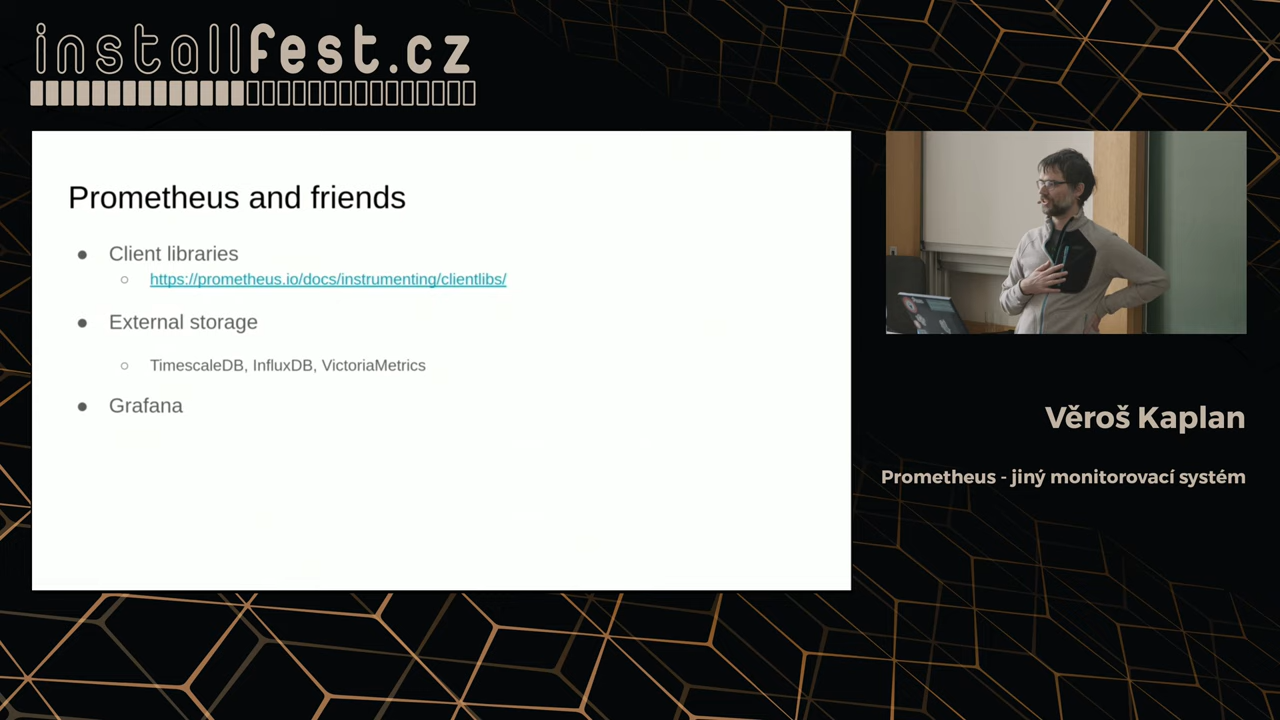 installfest.cz
Prometheus and friends
● Client libraries
○ https://prometheus.io/docs/instrumenting/clientlibs/
● External storage
○ TimescaleDB, InfluxDB, VictoriaMetrics
● Grafana
Věroš Kaplan
Prometheus - jiný monitorovací systém